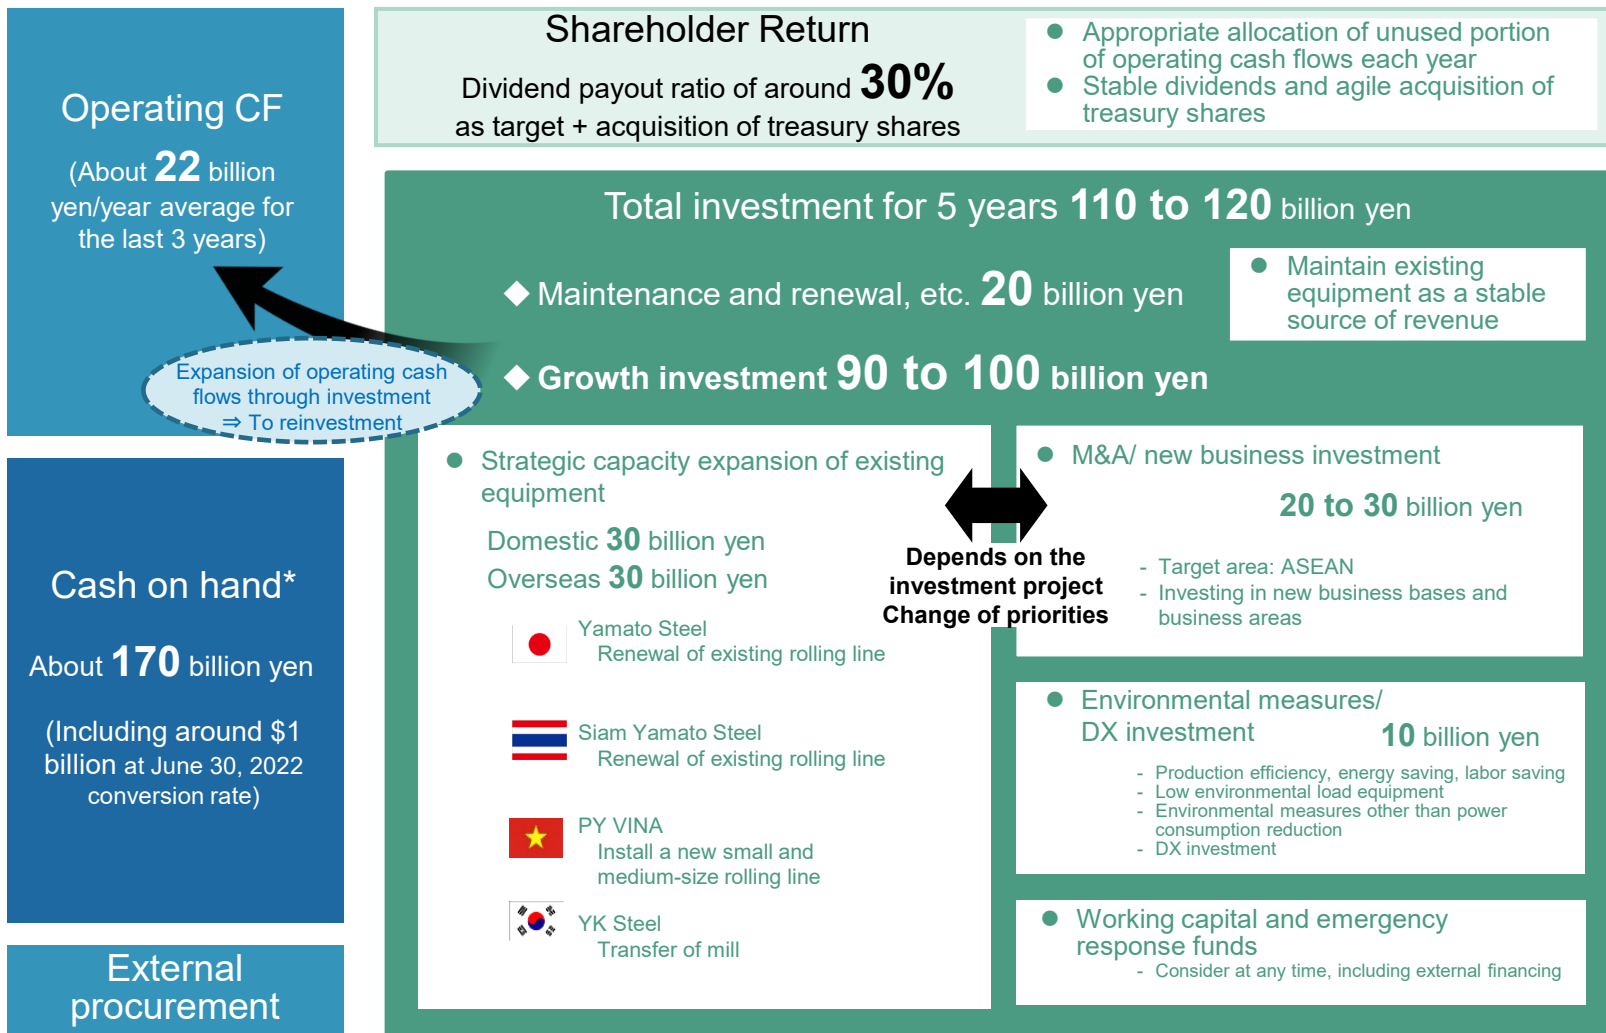 Operating CF
(About 22 billion
yen/year average for
the last 3 years)
Expansion of operating cash
flows through investment
⇒ To reinvestment
Cash on hand*
About 170 billion yen
(Including around $1
billion at June 30, 2022
conversion rate)
External
procurement
Shareholder Return
Dividend payout ratio of around 30%
as target + acquisition of treasury shares
● Appropriate allocation of unused portion
of operating cash flows each year
● Stable dividends and agile acquisition of
treasury shares
Total investment for 5 years 110 to 120 billion yen
◆ Maintenance and renewal, etc. 20 billion yen
● Maintain existing
equipment as a stable
source of revenue
◆ Growth investment 90 to 100 billion yen
● Strategic capacity expansion of existing
equipment
Domestic 30 billion yen
Overseas 30 billion yen
Yamato Steel
Renewal of existing rolling line
Siam Yamato Steel
Renewal of existing rolling line
PY VINA
Install a new small and
medium-size rolling line
YK Steel
Transfer of mill
Depends on the
investment project
Change of priorities
● M&A/ new business investment
20 to 30 billion yen
- Target area: ASEAN
- Investing in new business bases and
business areas
● Environmental measures/
DX investment
10 billion yen
- Production efficiency, energy saving, labor saving
- Low environmental load equipment
- Environmental measures other than power
consumption reduction
- DX investment
● Working capital and emergency
response funds
- Consider at any time, including external financing